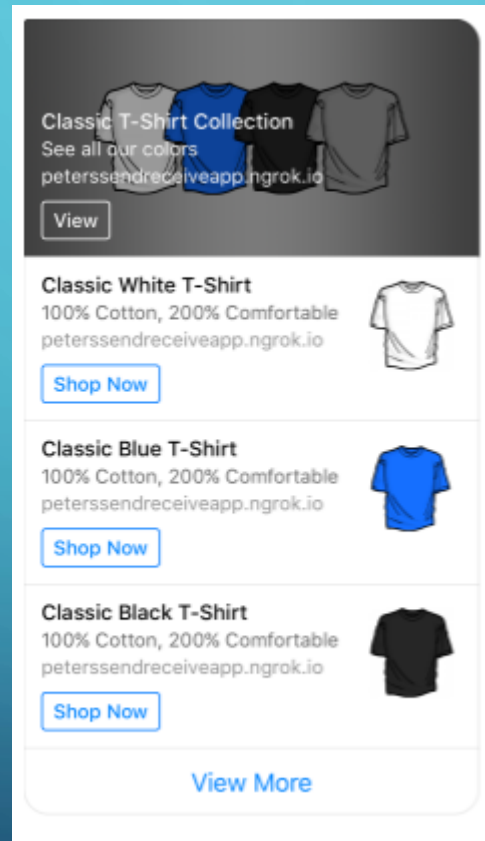 Classic T-Shirt Collection
See all our colors
peterssendreceiveapp.ngrok.io
View
Classic White T-Shirt
100% Cotton, 200% Comfortable
peterssendreceiveapp.ngrok.io
Shop Now
Classic Blue T-Shirt
100% Cotton, 200% Comfortable
peterssendreceiveapp.ngrok.io
Shop Now
Classic Black T-Shirt
100% Cotton, 200% Comfortable
peterssendreceiveapp.ngrok.io
Shop Now
View More